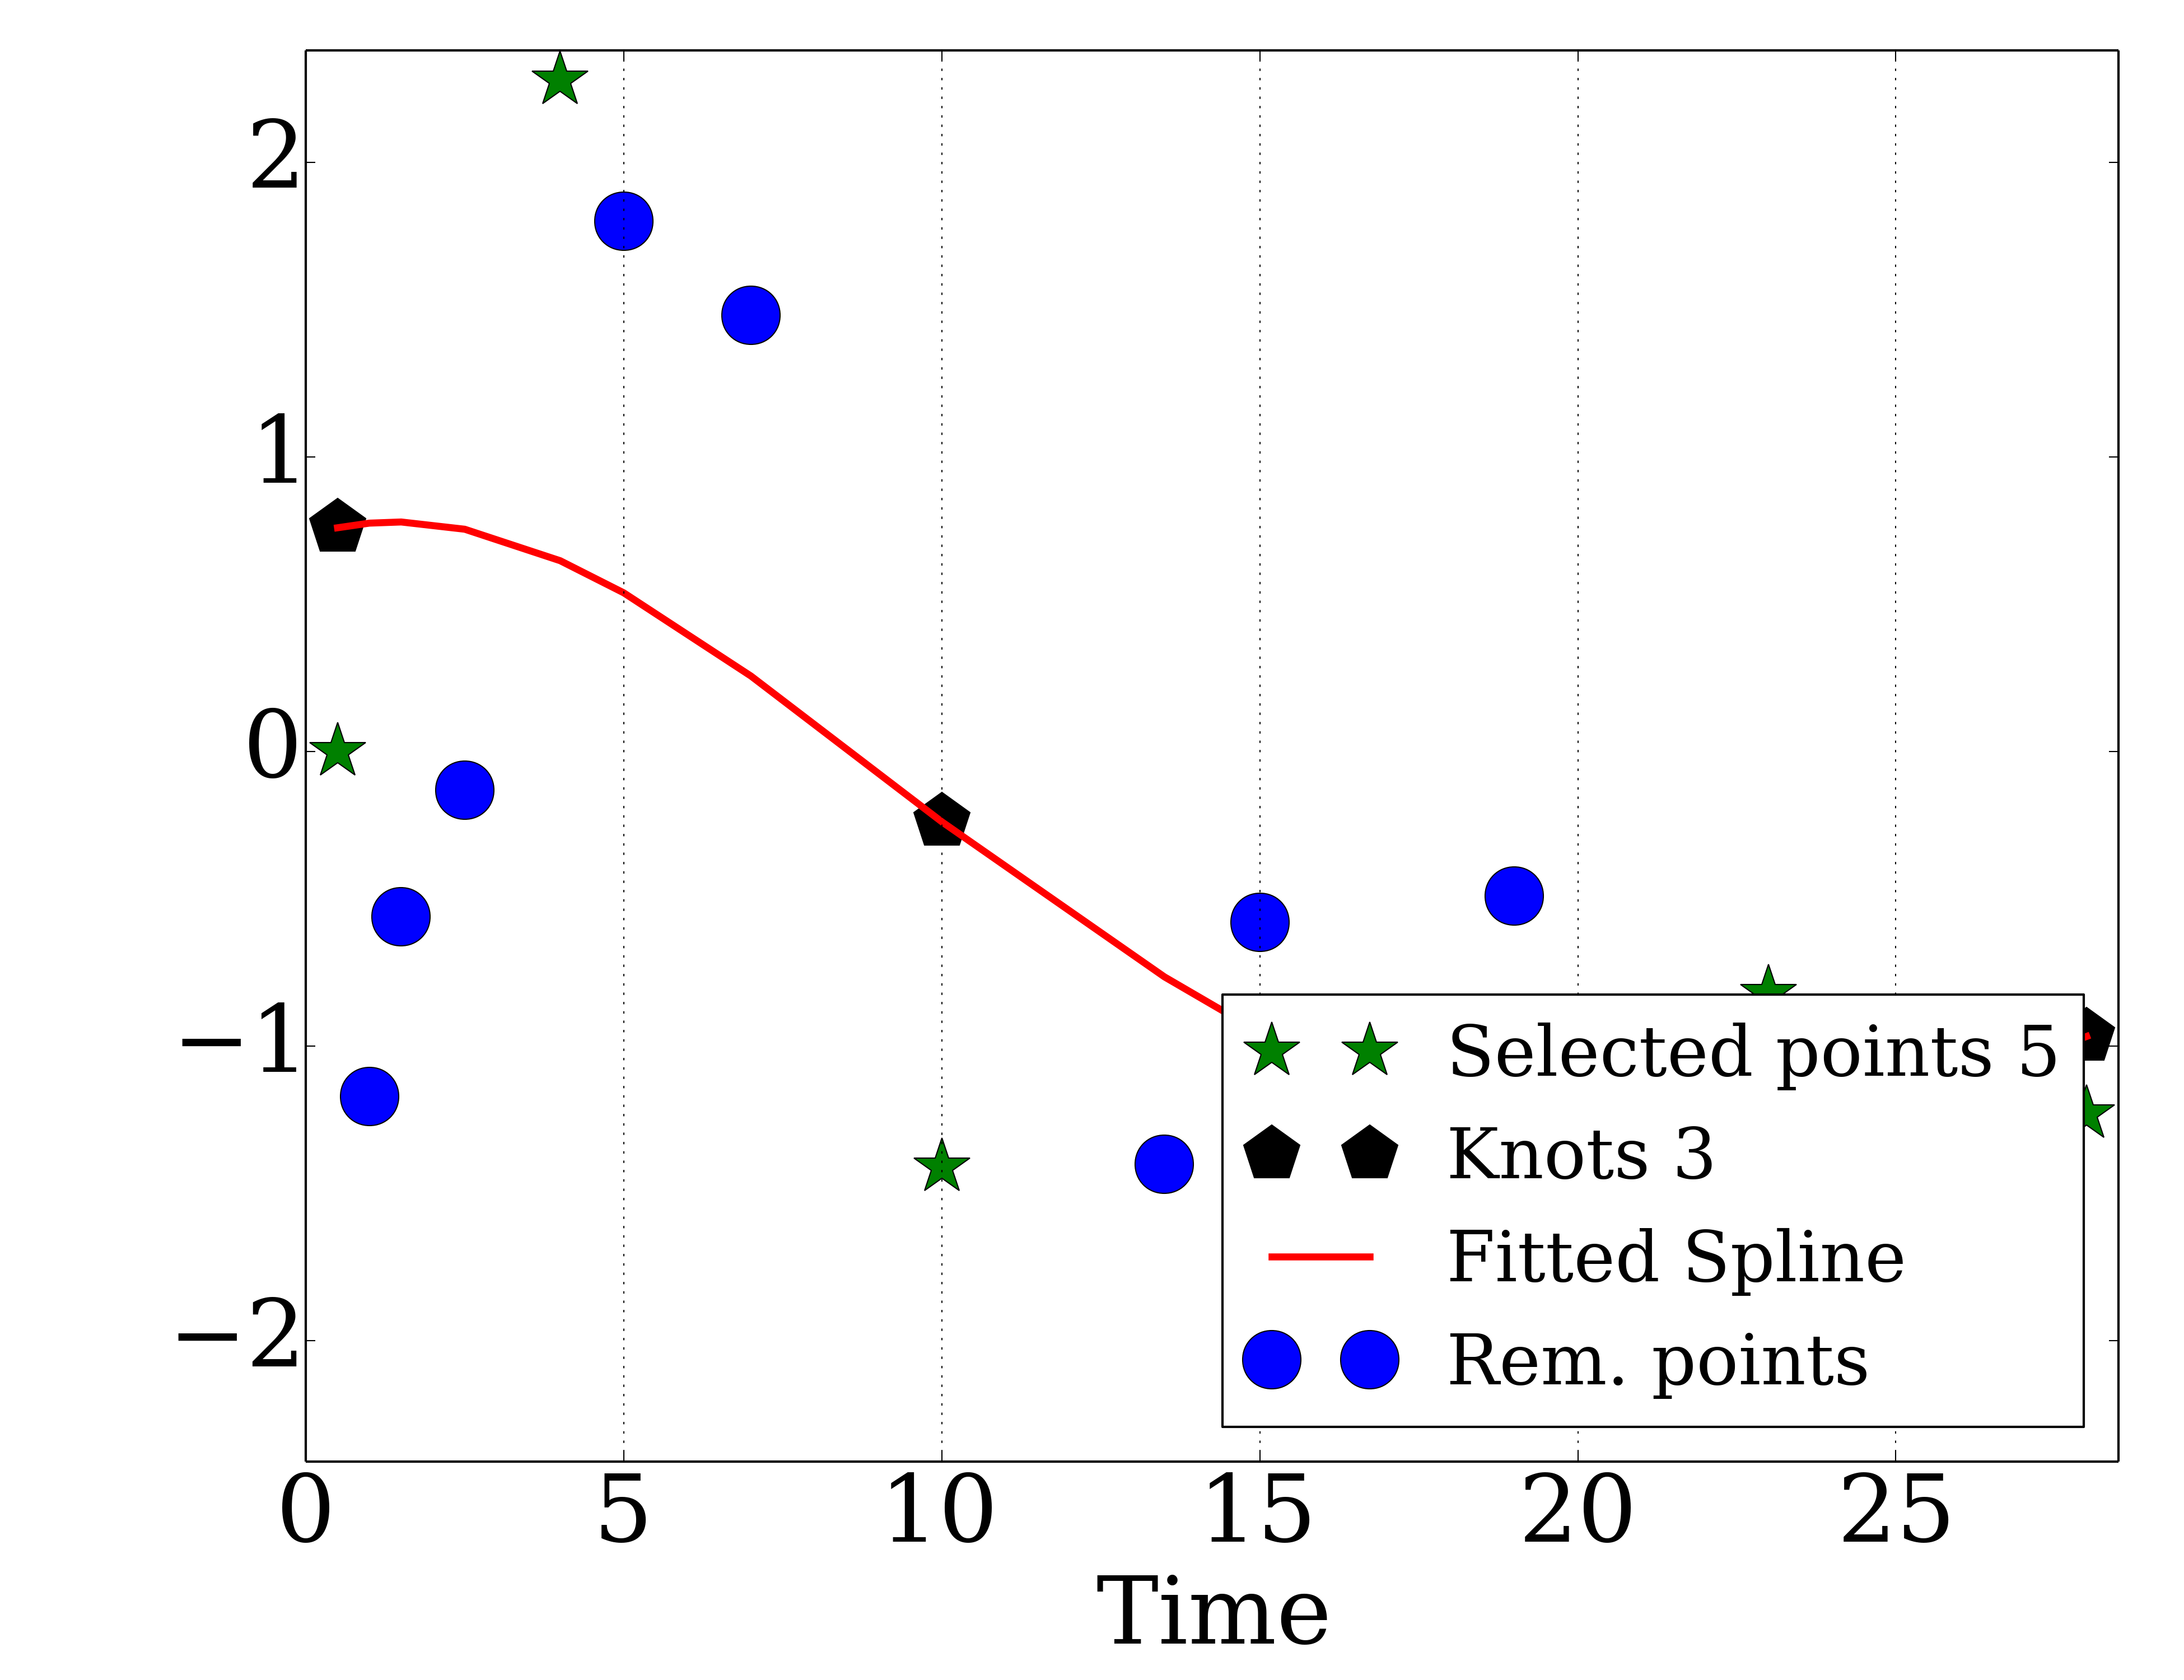 2
1
0
−1
−2
Selected points 5
Knots 3
Fitted Spline
Rem. points
0 5 10 15 20 25
Time